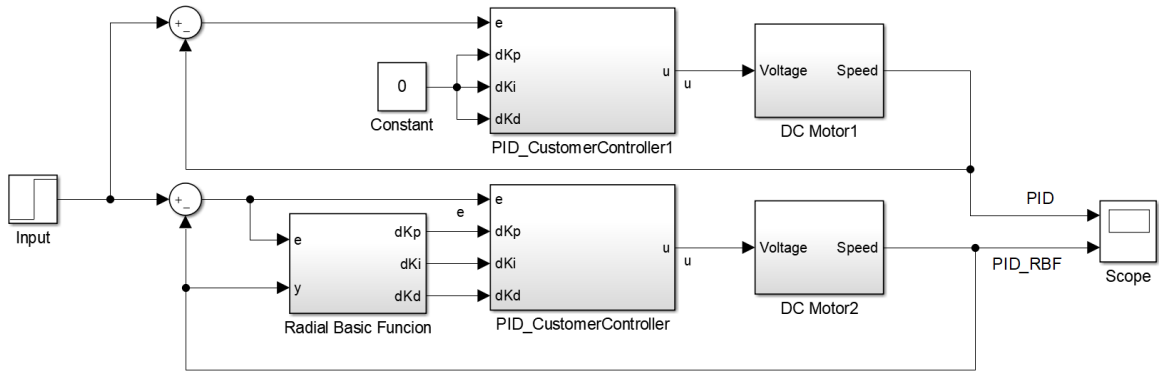 +
_
e
dKp
dKi
dKd
u
PID_CustomerController1
0
Constant
u
Voltage
Speed
DC Motor1
Input
+
_
e
e
y
dKp
dKi
dKd
Radial Basic Funcion
e
dKp
dKi
dKd
u
PID_CustomerController
u
Voltage
Speed
DC Motor2
PID
PID_RBF
Scope